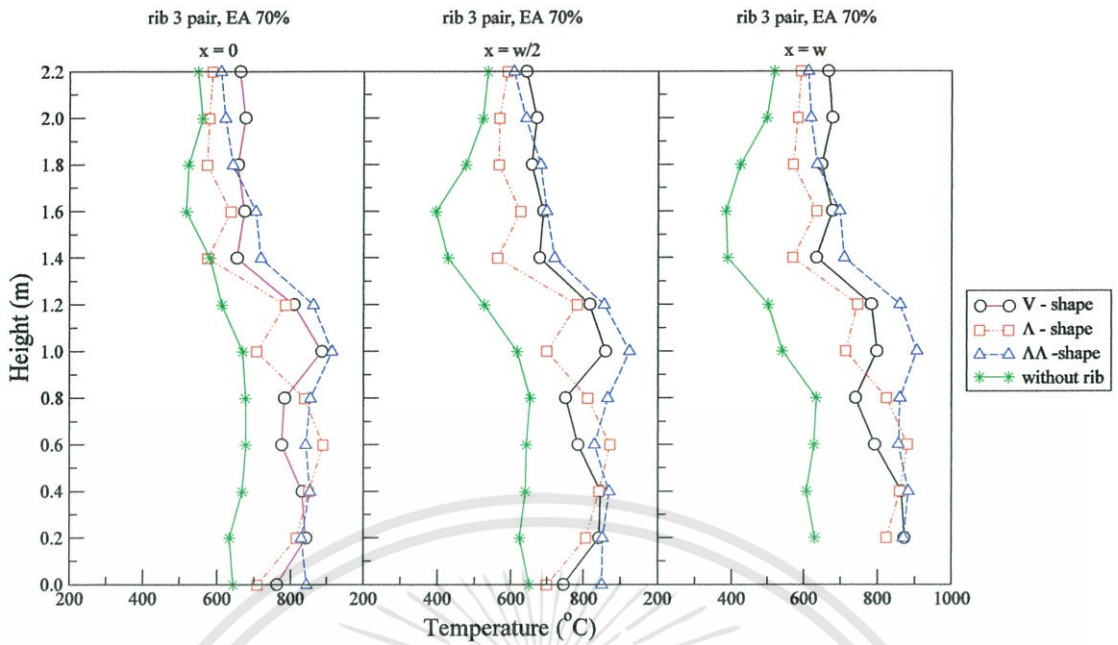 rib 3 pair, EA 70% rib 3 pair, EA 70% rib 3 pair, EA 70%
x = 0 x = w/2 x = w
2.2
2.0
1.8
1.6
1.4
1.2
1.0
0.8
0.6
0.4
0.2
0.0
Height (m)
V - shape
Λ - shape
ΛΛ -shape
without rib
200 400 600 800 200 400 600 800 200 400 600 800 1000
Temperature (°C)